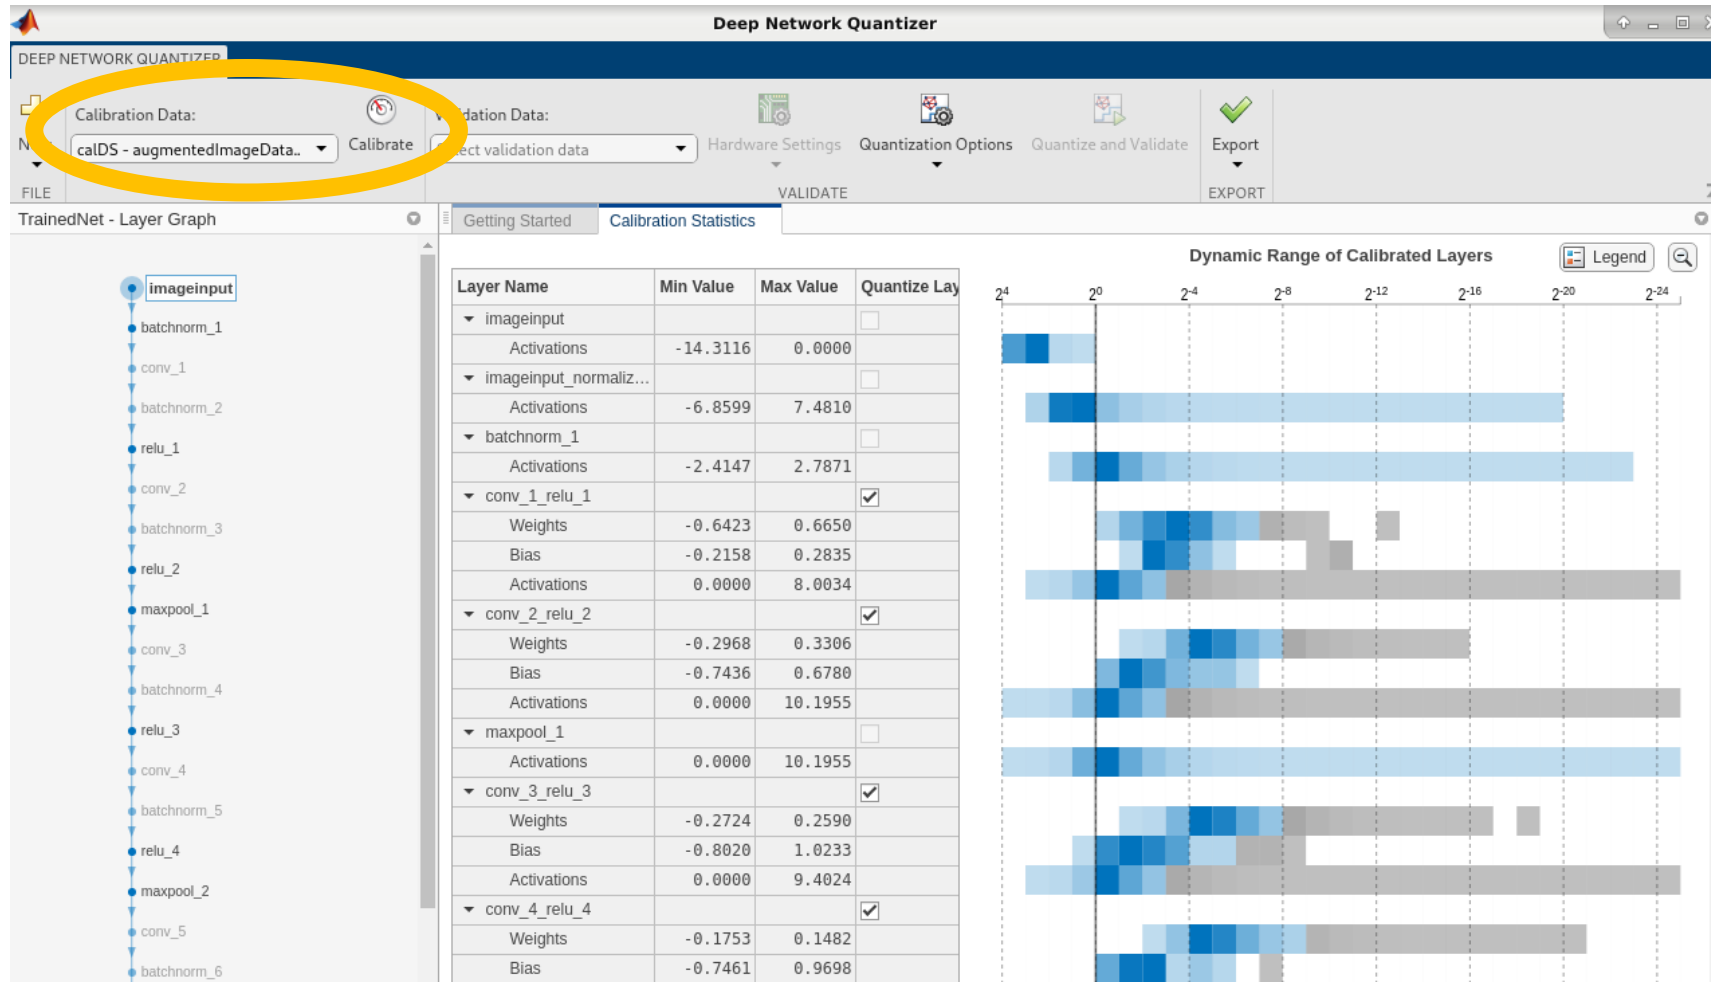 Deep Network Quantizer
DEEP NETWORK QUANTIZER
Calibration Data:
calDS - augmentedImageData..
Calibrate
Data:
validation data
Hardware Settings
Quantization Options
Quantize and Validate
Export
FILE
VALIDATE
EXPORT
TrainedNet - Layer Graph
imageinput
batchnorm_1
conv_1
batchnorm_2
relu_1
conv_2
batchnorm_3
relu_2
maxpool_1
conv_3
batchnorm_4
relu_3
conv_4
batchnorm_5
relu_4
maxpool_2
conv_5
batchnorm_6
Getting Started
Calibration Statistics
Layer Name Min Value Max Value Quantize Lay
imageinput
Activations -14.3116 0.0000
imageinput_normaliz...
Activations -6.8599 7.4810
batchnorm_1
Activations -2.4147 2.7871
conv_1_relu_1
Weights -0.6423 0.6650
Bias -0.2158 0.2835
Activations 0.0000 8.0034
conv_2_relu_2
Weights -0.2968 0.3306
Bias -0.7436 0.6780
Activations 0.0000 10.1955
maxpool_1
Activations 0.0000 10.1955
conv_3_relu_3
Weights -0.2724 0.2590
Bias -0.8020 1.0233
Activations 0.0000 9.4024
conv_4_relu_4
Weights -0.1753 0.1482
Bias -0.7461 0.9698
Dynamic Range of Calibrated Layers
Legend
2⁴ 2⁰ 2⁻⁴ 2⁻⁸ 2⁻¹² 2⁻¹⁶ 2⁻²⁰ 2⁻²⁴